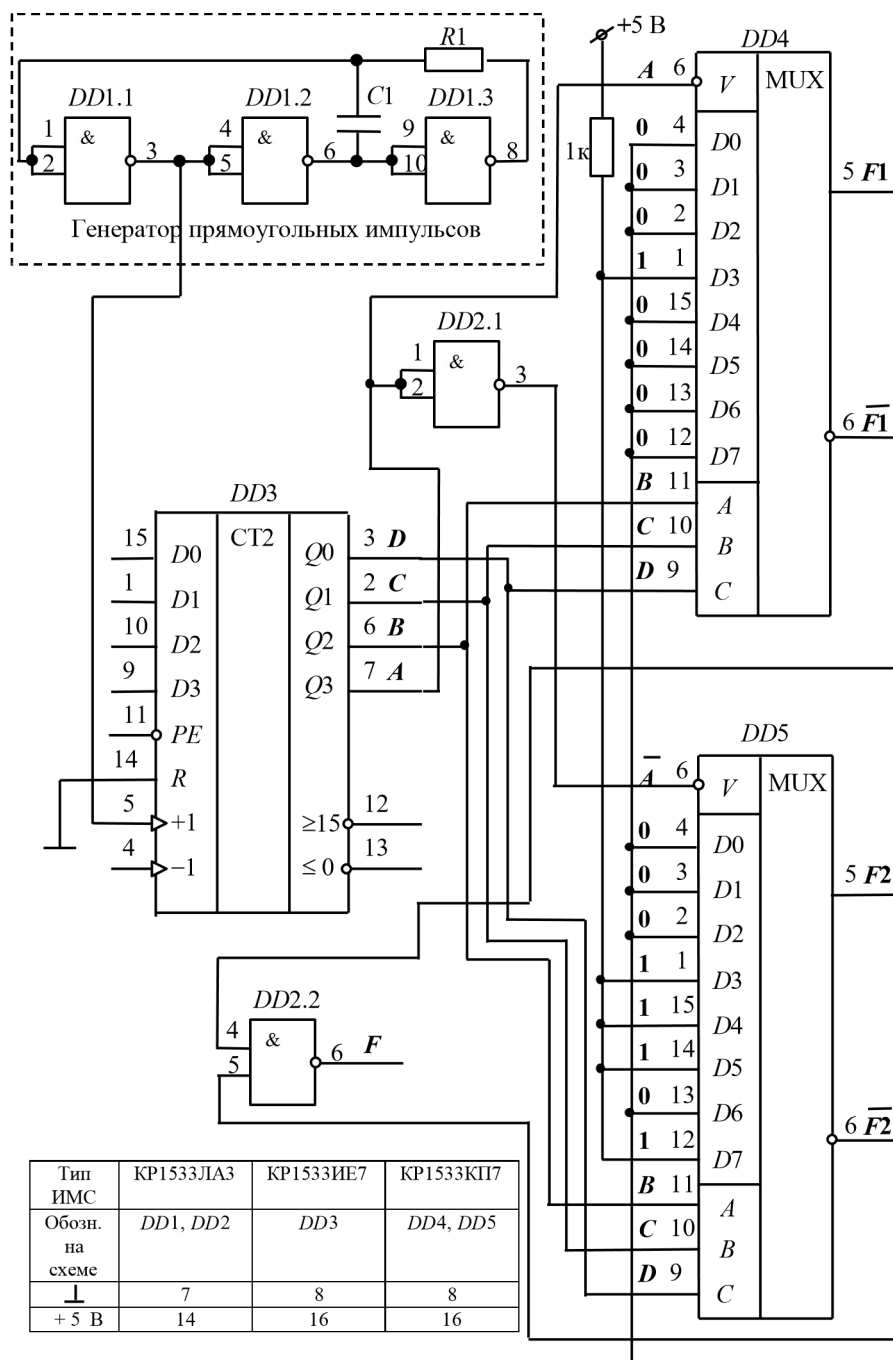 R1
+5 В
DD4
DD1.1
DD1.2
C1
DD1.3
A
6
V
MUX
1
2
&
3
4
5
&
6
9
10
&
8
1к
Генератор прямоугольных импульсов
0 4 D0
0 3 D1
0 2 D2
1 1 D3
0 15 D4
0 14 D5
0 13 D6
0 12 D7
B 11 A
C 10 B
D 9 C
5 F1
6 F1̅
DD2.1
1
2
&
3
DD3
15 D0
1 D1
10 D2
9 D3
11 PE
14 R
5 +1
4 −1
CT2
Q0 3 D
Q1 2 C
Q2 6 B
Q3 7 A
≥15 12
≤ 0 13
DD5
A̅ 6 V
MUX
0 4 D0
0 3 D1
0 2 D2
1 1 D3
1 15 D4
1 14 D5
0 13 D6
1 12 D7
B 11 A
C 10 B
D 9 C
5 F2
6 F2̅
DD2.2
4
5
&
6 F
Тип ИМС КР1533ЛА3 КР1533ИЕ7 КР1533КП7
Обозн. на схеме DD1, DD2 DD3 DD4, DD5
⊥ 7 8 8
+ 5 В 14 16 16